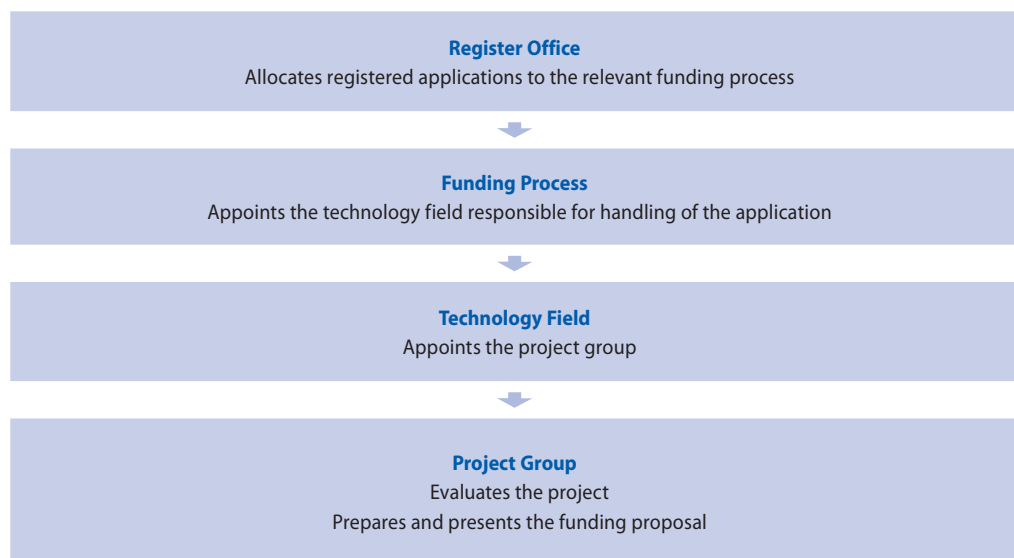 Register Office
Allocates registered applications to the relevant funding process
Funding Process
Appoints the technology field responsible for handling of the application
Technology Field
Appoints the project group
Project Group
Evaluates the project
Prepares and presents the funding proposal